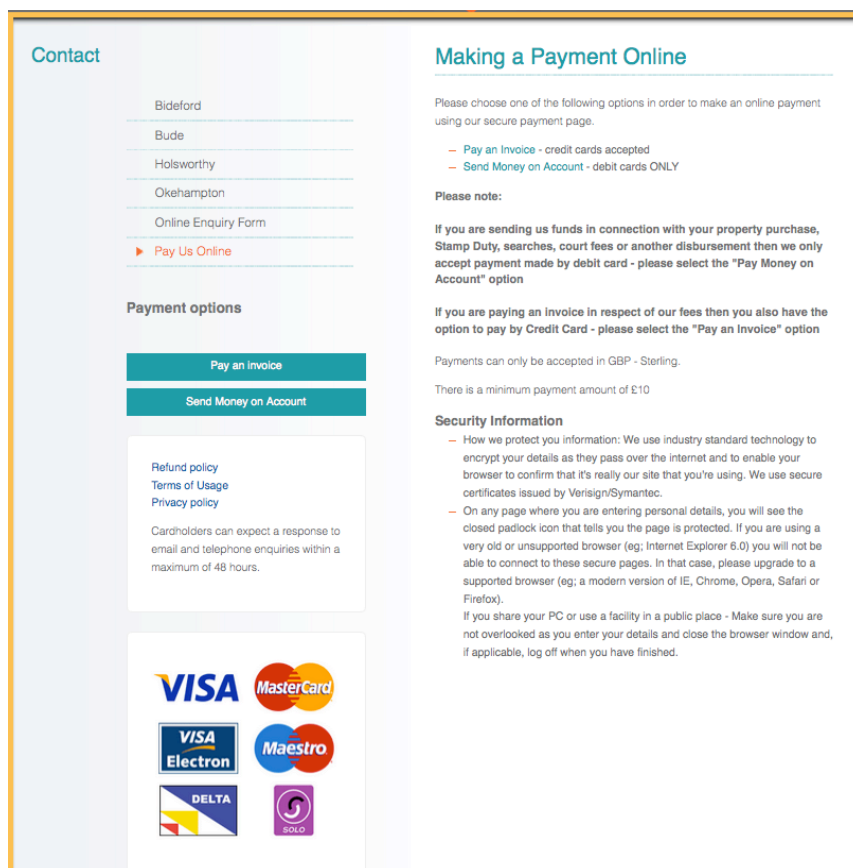 Contact
Bideford
Bude
Holsworthy
Okehampton
Online Enquiry Form
Pay Us Online
Payment options
Pay an invoice
Send Money on Account
Refund policy
Terms of Usage
Privacy policy
Cardholders can expect a response to
email and telephone enquiries within a
maximum of 48 hours.
VISA
MasterCard
VISA
Electron
Maestro
DELTA
SOLO
Making a Payment Online
Please choose one of the following options in order to make an online payment
using our secure payment page.
– Pay an Invoice - credit cards accepted
– Send Money on Account - debit cards ONLY
Please note:
If you are sending us funds in connection with your property purchase,
Stamp Duty, searches, court fees or another disbursement then we only
accept payment made by debit card - please select the "Pay Money on
Account" option
If you are paying an invoice in respect of our fees then you also have the
option to pay by Credit Card - please select the "Pay an Invoice" option
Payments can only be accepted in GBP - Sterling.
There is a minimum payment amount of £10
Security Information
– How we protect you information: We use industry standard technology to
encrypt your details as they pass over the internet and to enable your
browser to confirm that it's really our site that you're using. We use secure
certificates issued by Verisign/Symantec.
– On any page where you are entering personal details, you will see the
closed padlock icon that tells you the page is protected. If you are using a
very old or unsupported browser (eg; Internet Explorer 6.0) you will not be
able to connect to these secure pages. In that case, please upgrade to a
supported browser (eg; a modern version of IE, Chrome, Opera, Safari or
Firefox).
If you share your PC or use a facility in a public place - Make sure you are
not overlooked as you enter your details and close the browser window and,
if applicable, log off when you have finished.